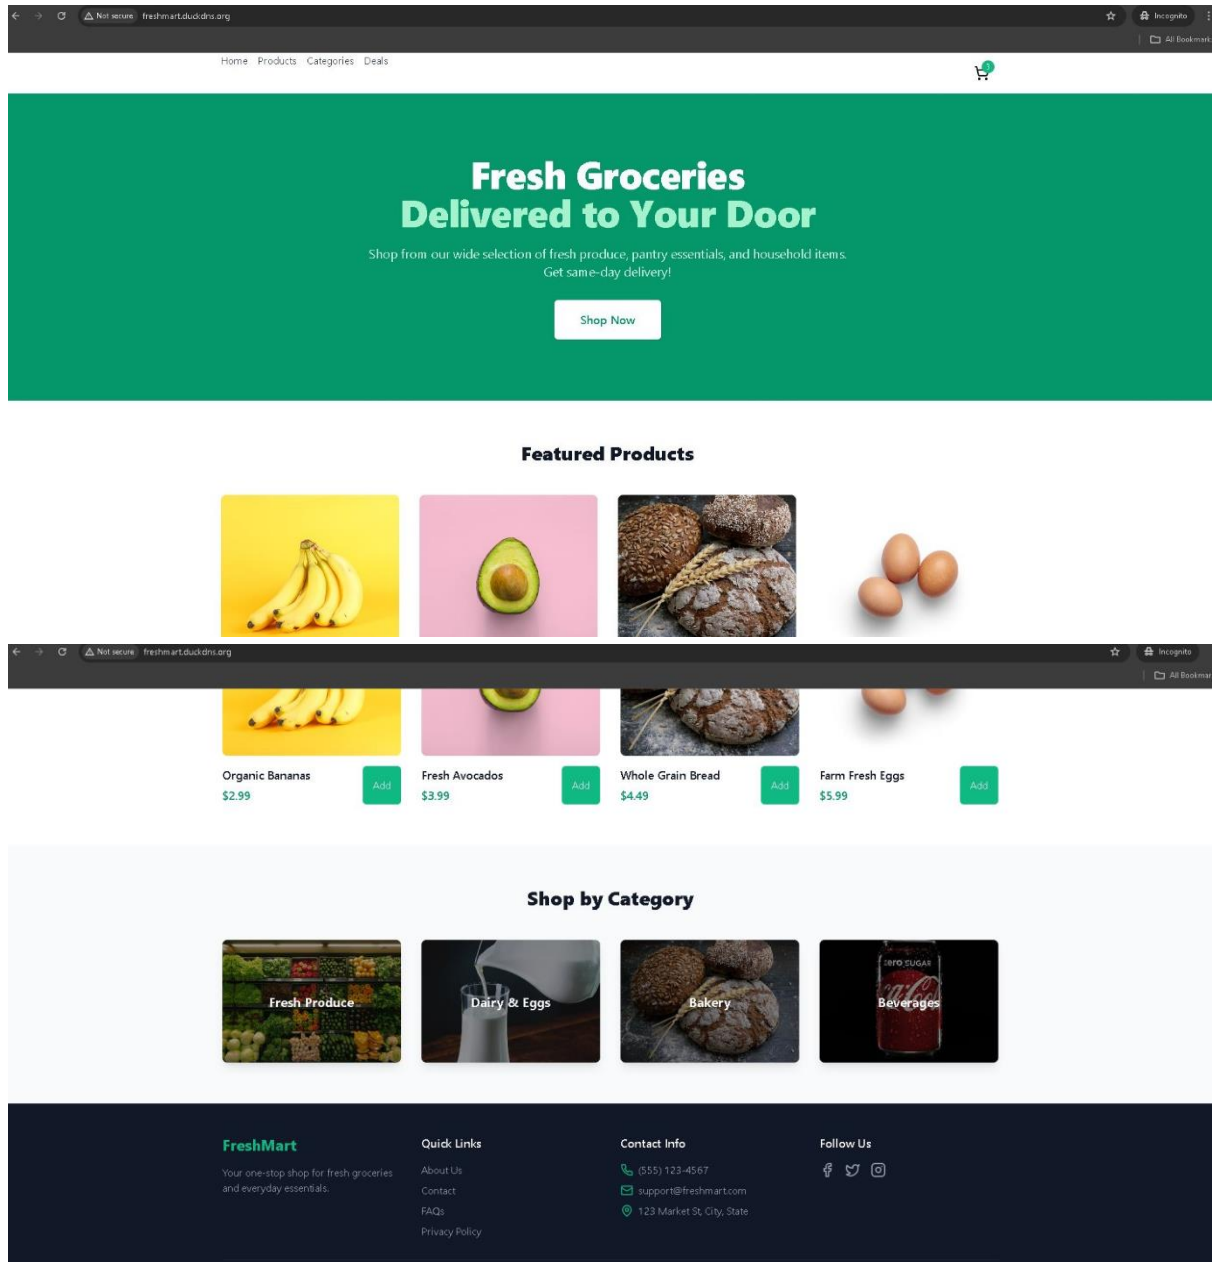 Not secure freshmart.duckdns.org Incognito
All Bookmark
Home Products Categories Deals
Fresh Groceries
Delivered to Your Door
Shop from our wide selection of fresh produce, pantry essentials, and household items.
Get same-day delivery!
Shop Now
Featured Products
Not secure freshmart.duckdns.org Incognito
All Bookmar
Organic Bananas
$2.99
Add
Fresh Avocados
$3.99
Add
Whole Grain Bread
$4.49
Add
Farm Fresh Eggs
$5.99
Add
Shop by Category
Fresh Produce
Dairy & Eggs
Bakery
zero SUGAR
Coca-Cola
Beverages
FreshMart
Your one-stop shop for fresh groceries
and everyday essentials.
Quick Links
About Us
Contact
FAQs
Privacy Policy
Contact Info
(555) 123-4567
support@freshmart.com
123 Market St, City, State
Follow Us